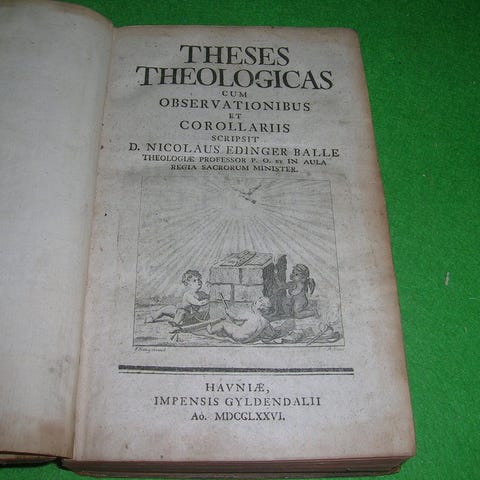 THESES
THEOLOGICAS
CUM
OBSERVATIONIBUS
ET
COROLLARIIS
SCRIPSIT
D. NICOLAUS EDINGER BALLE
THEOLOGIÆ PROFESSOR P. O. ET IN AULA
REGIA SACRORUM MINISTER.
HAVNIÆ,
IMPENSIS GYLDENDALII
Aò. MDCCLXXVI.